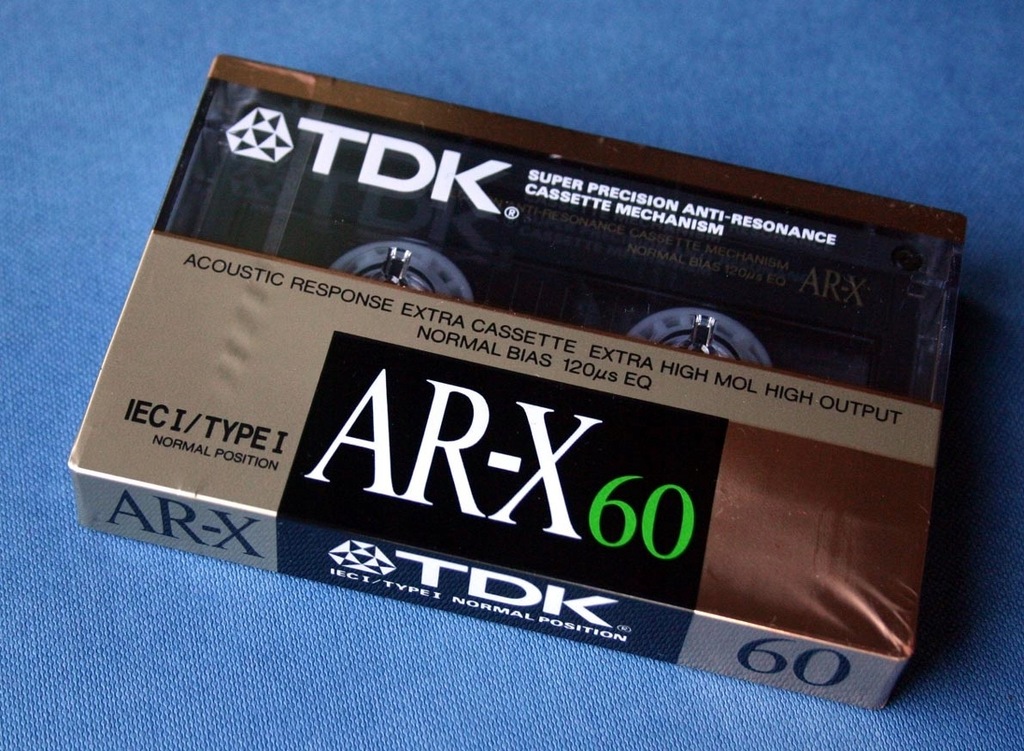 TDK®
SUPER PRECISION ANTI-RESONANCE
CASSETTE MECHANISM
ANTI-RESONANCE CASSETTE MECHANISM
NORMAL BIAS 120μs EQ
AR-X
ACOUSTIC RESPONSE EXTRA CASSETTE EXTRA HIGH MOL HIGH OUTPUT
NORMAL BIAS 120μs EQ
IEC I/TYPE I
NORMAL POSITION
AR-X 60
AR-X
TDK®
IEC I/TYPE I NORMAL POSITION
60